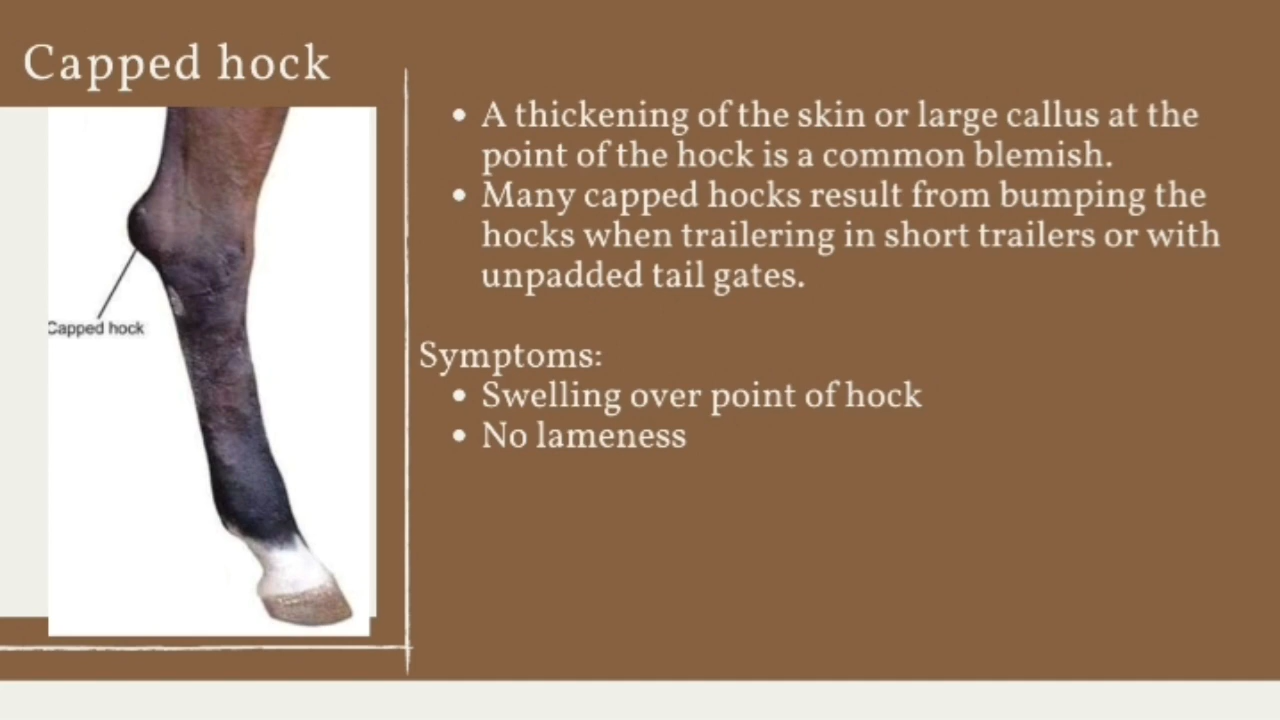 Capped hock
• A thickening of the skin or large callus at the
point of the hock is a common blemish.
• Many capped hocks result from bumping the
hocks when trailering in short trailers or with
unpadded tail gates.
Capped hock
Symptoms:
• Swelling over point of hock
• No lameness